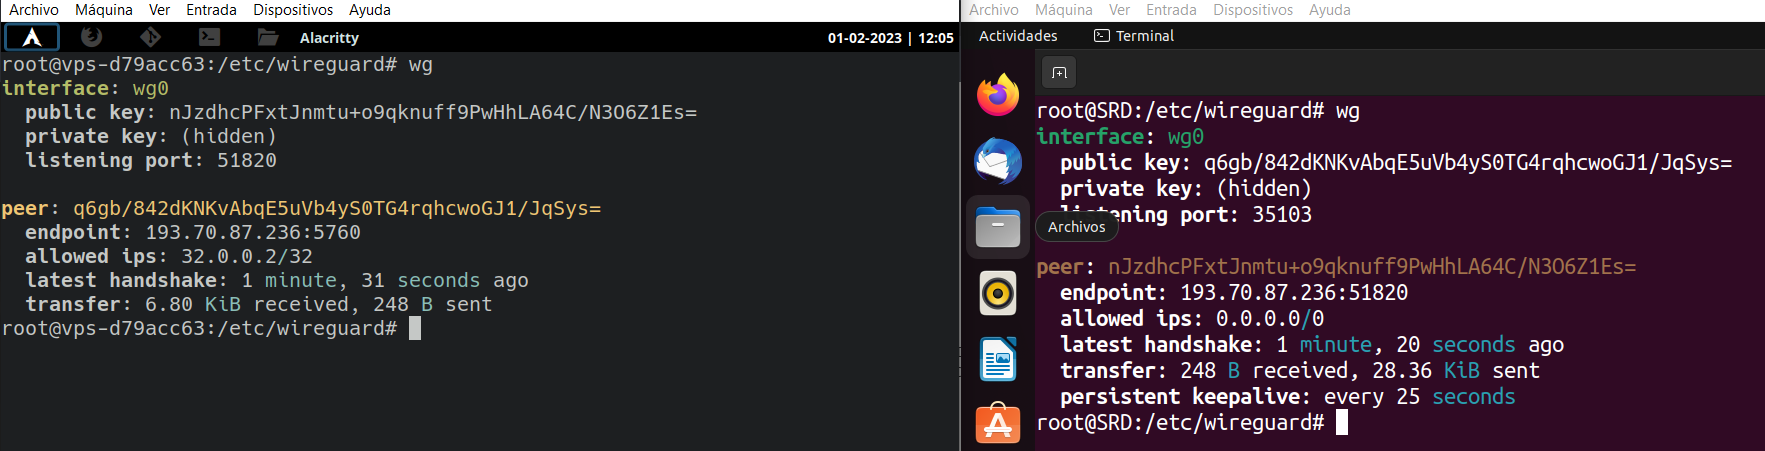 Archivo Máquina Ver Entrada Dispositivos Ayuda
Alacritty
01-02-2023 | 12:05
root@vps-d79acc63:/etc/wireguard# wg
interface: wg0
public key: nJzdhcPFxtJnmtu+o9qknuff9PwHhLA64C/N3O6Z1Es=
private key: (hidden)
listening port: 51820
peer: q6gb/842dKNKvAbqE5uVb4yS0TG4rqhcwoGJ1/JqSys=
endpoint: 193.70.87.236:5760
allowed ips: 32.0.0.2/32
latest handshake: 1 minute, 31 seconds ago
transfer: 6.80 KiB received, 248 B sent
root@vps-d79acc63:/etc/wireguard#
Archivo Máquina Ver Entrada Dispositivos Ayuda
Actividades
Terminal
root@SRD:/etc/wireguard# wg
interface: wg0
public key: q6gb/842dKNKvAbqE5uVb4yS0TG4rqhcwoGJ1/JqSys=
private key: (hidden)
listening port: 35103
Archivos
peer: nJzdhcPFxtJnmtu+o9qknuff9PwHhLA64C/N3O6Z1Es=
endpoint: 193.70.87.236:51820
allowed ips: 0.0.0.0/0
latest handshake: 1 minute, 20 seconds ago
transfer: 248 B received, 28.36 KiB sent
persistent keepalive: every 25 seconds
root@SRD:/etc/wireguard#